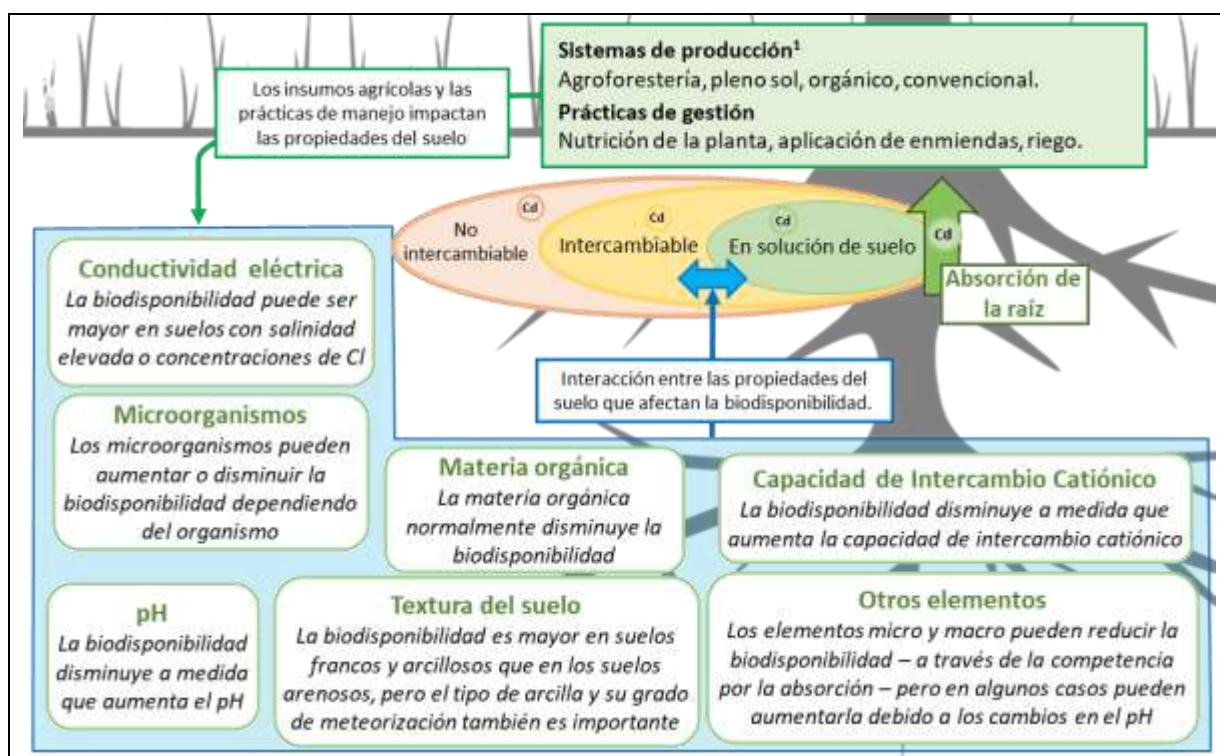 Sistemas de producción¹
Agroforestería, pleno sol, orgánico, convencional.
Prácticas de gestión
Nutrición de la planta, aplicación de enmiendas, riego.
Los insumos agrícolas y las
prácticas de manejo impactan
las propiedades del suelo
Cd
No
intercambiable
Cd
Intercambiable
Cd
En solución de suelo
Cd
Absorción de
la raíz
Interacción entre las propiedades del
suelo que afectan la biodisponibilidad.
Conductividad eléctrica
La biodisponibilidad puede ser
mayor en suelos con salinidad
elevada o concentraciones de Cl
Microorganismos
Los microorganismos pueden
aumentar o disminuir la
biodisponibilidad dependiendo
del organismo
Materia orgánica
La materia orgánica
normalmente disminuye la
biodisponibilidad
Capacidad de Intercambio Catiónico
La biodisponibilidad disminuye a medida que
aumenta la capacidad de intercambio catiónico
pH
La biodisponibilidad
disminuye a medida
que aumenta el pH
Textura del suelo
La biodisponibilidad es mayor en suelos
francos y arcillosos que en los suelos
arenosos, pero el tipo de arcilla y su grado
de meteorización también es importante
Otros elementos
Los elementos micro y macro pueden reducir la
biodisponibilidad – a través de la competencia
por la absorción – pero en algunos casos pueden
aumentarla debido a los cambios en el pH